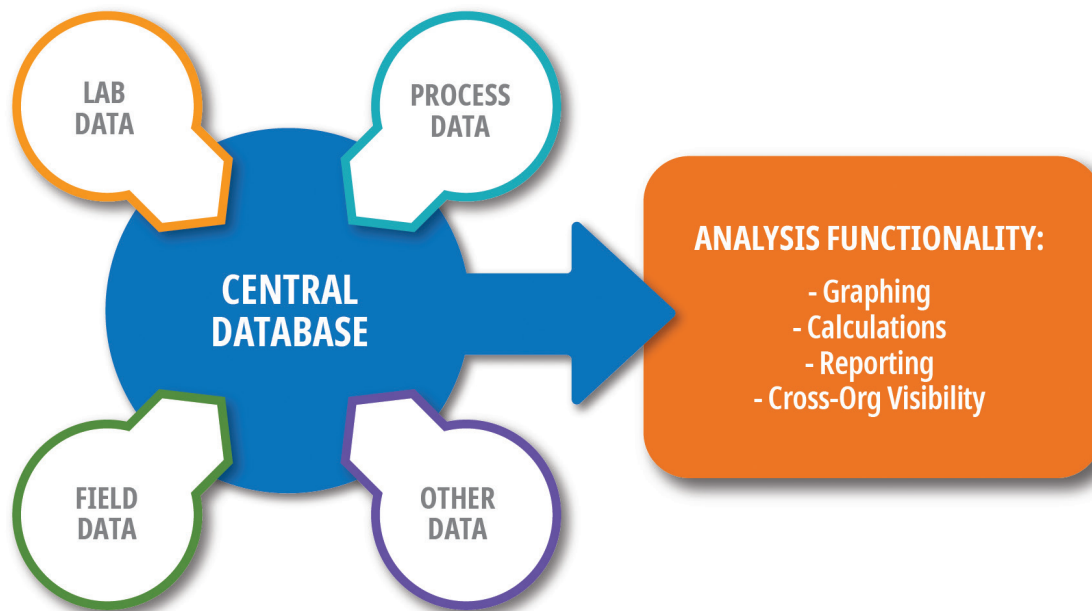 LAB
DATA
PROCESS
DATA
CENTRAL
DATABASE
FIELD
DATA
OTHER
DATA
ANALYSIS FUNCTIONALITY:
- Graphing
- Calculations
- Reporting
- Cross-Org Visibility